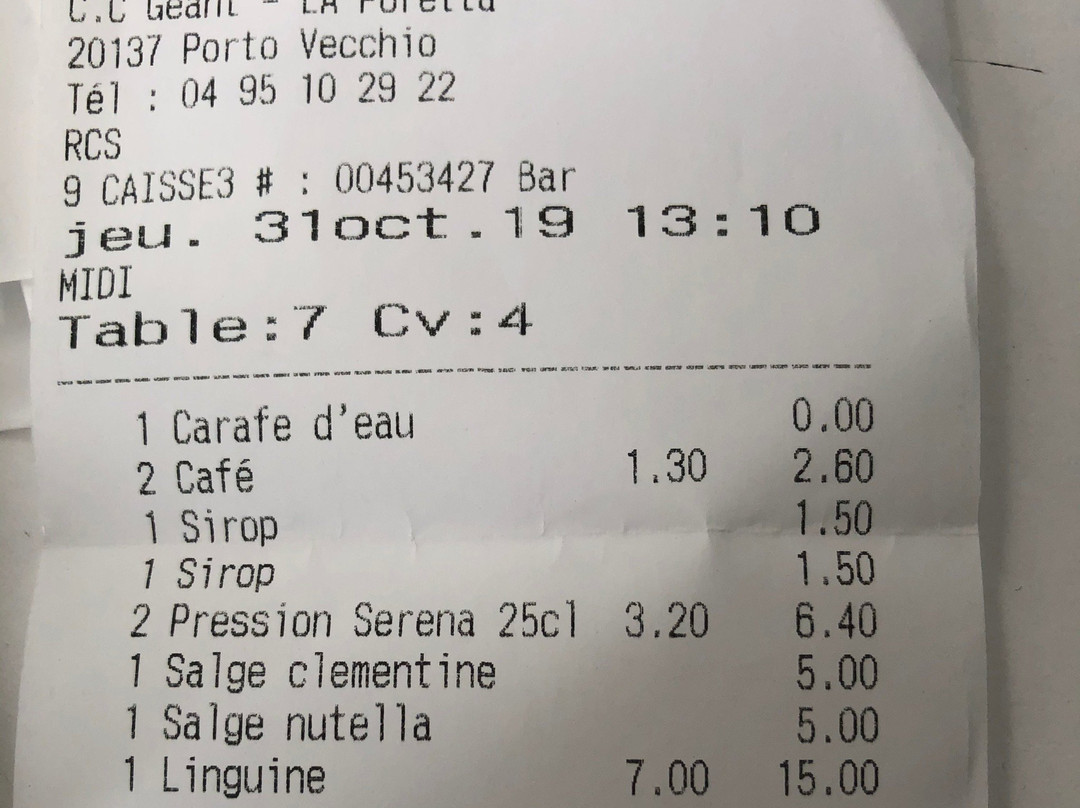 C.C Géant - LA Poretta
20137 Porto Vecchio
Tél : 04 95 10 29 22
RCS
9 CAISSE3 # : 00453427 Bar
jeu. 31oct.19 13:10
MIDI
Table:7 Cv:4
1 Carafe d'eau 0.00
2 Café 1.30 2.60
1 Sirop 1.50
1 Sirop 1.50
2 Pression Serena 25cl 3.20 6.40
1 Salge clementine 5.00
1 Salge nutella 5.00
1 Linguine 7.00 15.00